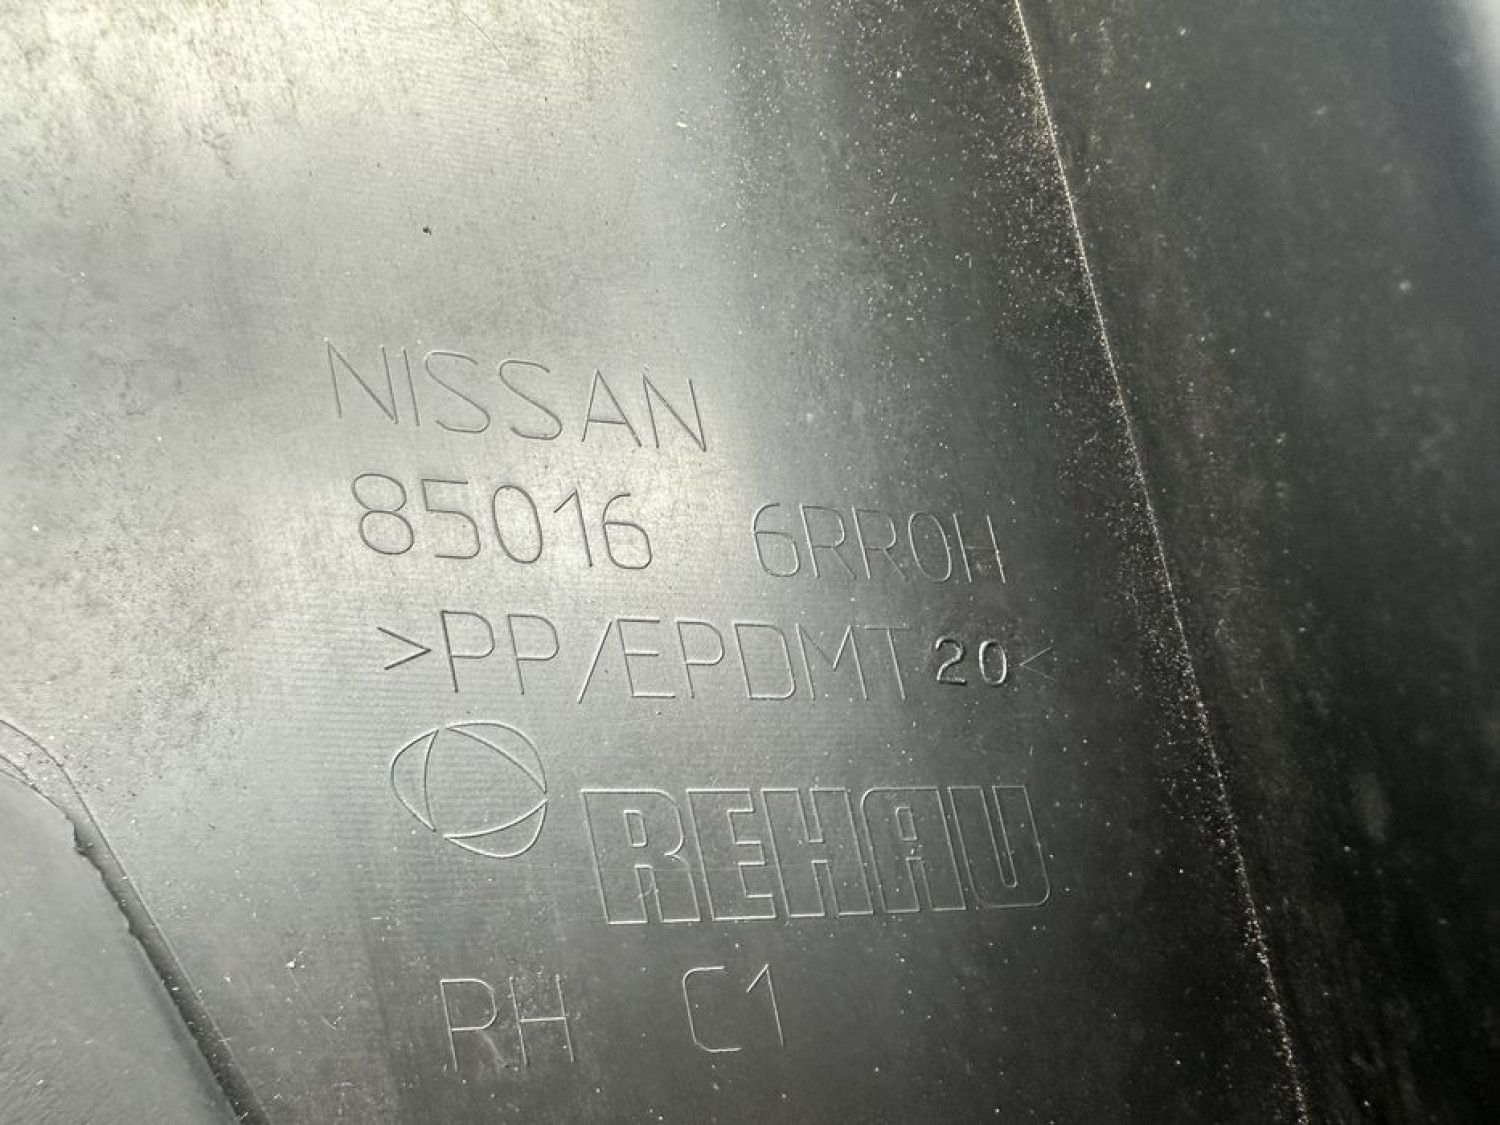 NISSAN
85016 6RR0H
>PP/EPDMT20<
REHAU
RH C1